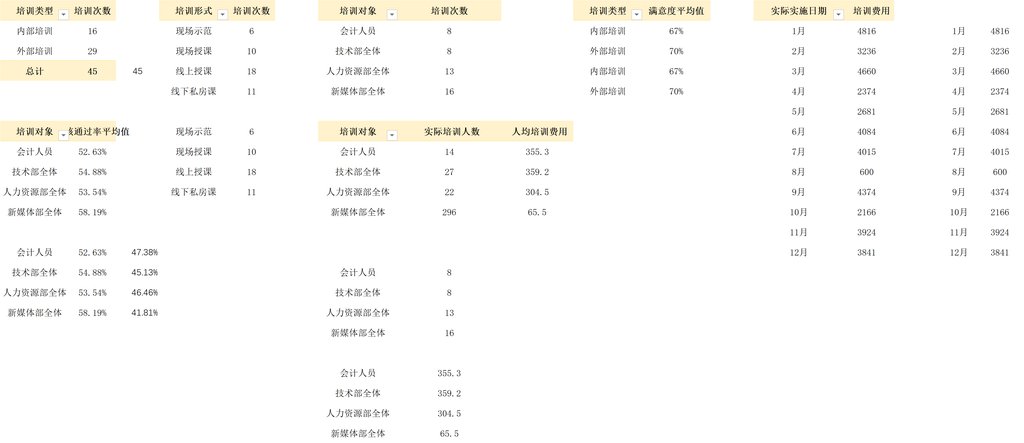 培训类型 培训次数 培训形式 培训次数 培训对象 培训次数 培训类型 满意度平均值 实际实施日期 培训费用
内部培训 16 现场示范 6 会计人员 8 内部培训 67% 1月 4816 1月 4816
外部培训 29 现场授课 10 技术部全体 8 外部培训 70% 2月 3236 2月 3236
总计 45 45 线上授课 18 人力资源部全体 13 内部培训 67% 3月 4660 3月 4660
线下私房课 11 新媒体部全体 16 外部培训 70% 4月 2374 4月 2374
5月 2681 5月 2681
培训对象 核通过率平均值 现场示范 6 培训对象 实际培训人数 人均培训费用 6月 4084 6月 4084
会计人员 52.63% 现场授课 10 会计人员 14 355.3 7月 4015 7月 4015
技术部全体 54.88% 线上授课 18 技术部全体 27 359.2 8月 600 8月 600
人力资源部全体 53.54% 线下私房课 11 人力资源部全体 22 304.5 9月 4374 9月 4374
新媒体部全体 58.19% 新媒体部全体 296 65.5 10月 2166 10月 2166
11月 3924 11月 3924
会计人员 52.63% 47.38% 12月 3841 12月 3841
技术部全体 54.88% 45.13% 会计人员 8
人力资源部全体 53.54% 46.46% 技术部全体 8
新媒体部全体 58.19% 41.81% 人力资源部全体 13
新媒体部全体 16
会计人员 355.3
技术部全体 359.2
人力资源部全体 304.5
新媒体部全体 65.5